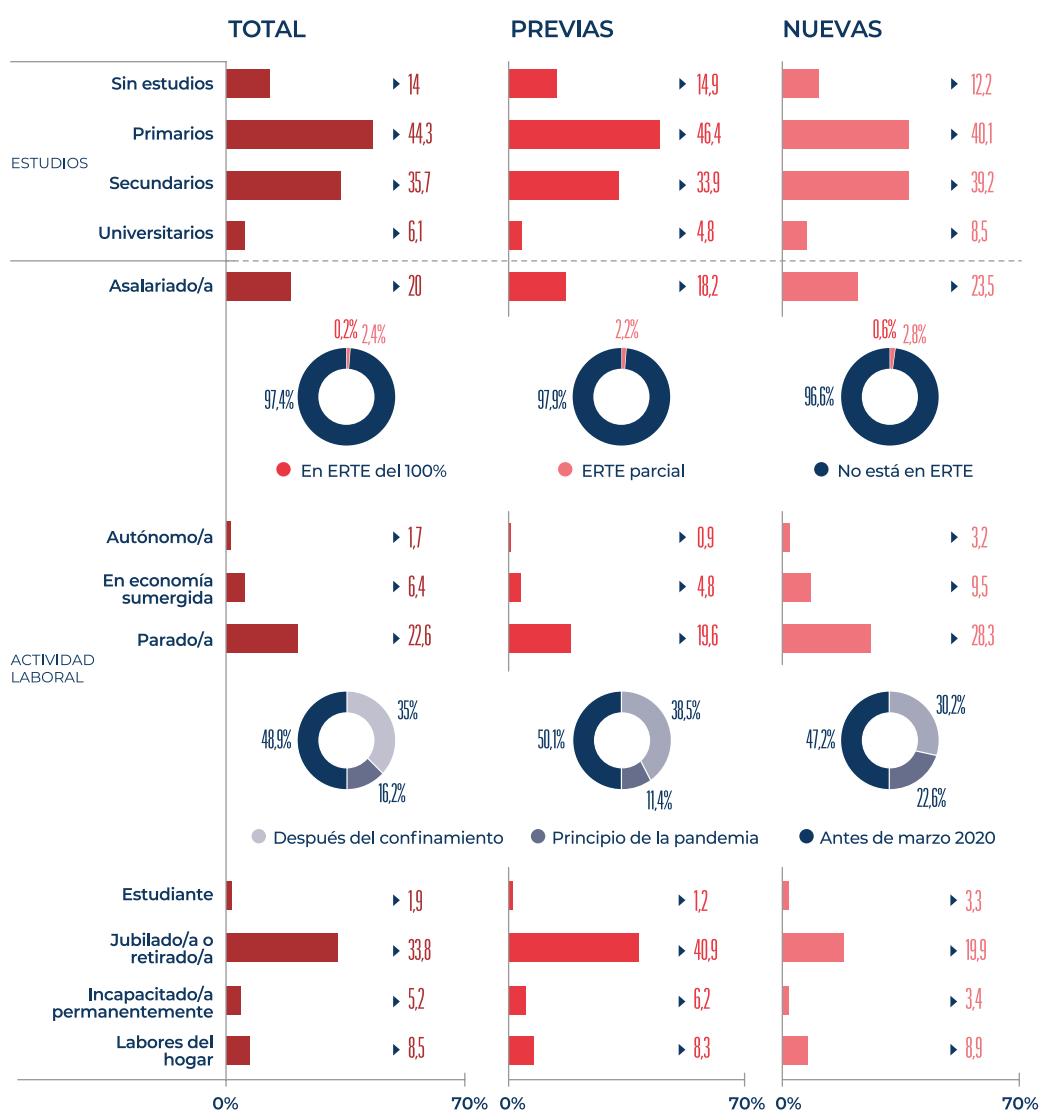 TOTAL PREVIAS NUEVAS
ESTUDIOS
Sin estudios 14 14,9 12,2
Primarios 44,3 46,4 40,1
Secundarios 35,7 33,9 39,2
Universitarios 6,1 4,8 8,5
Asalariado/a 20 18,2 23,5
0,2% 2,4% 2,2% 0,6% 2,8%
97,4% 97,9% 96,6%
En ERTE del 100% ERTE parcial No está en ERTE
ACTIVIDAD
LABORAL
Autónomo/a 1,7 0,9 3,2
En economía
sumergida 6,4 4,8 9,5
Parado/a 22,6 19,6 28,3
48,9% 35% 50,1% 38,5% 47,2% 30,2%
16,2% 11,4% 22,6%
Después del confinamiento Principio de la pandemia Antes de marzo 2020
Estudiante 1,9 1,2 3,3
Jubilado/a o
retirado/a 33,8 40,9 19,9
Incapacitado/a
permanentemente 5,2 6,2 3,4
Labores del
hogar 8,5 8,3 8,9
0% 70% 0% 70% 0% 70%